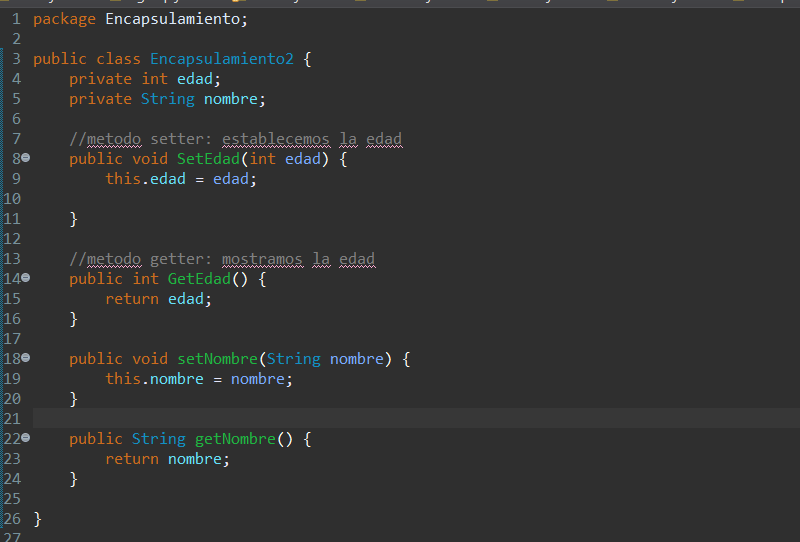 1 package Encapsulamiento;
2
3 public class Encapsulamiento2 {
4 private int edad;
5 private String nombre;
6
7 //metodo setter: establecemos la edad
8 public void SetEdad(int edad) {
9 this.edad = edad;
10
11 }
12
13 //metodo getter: mostramos la edad
14 public int GetEdad() {
15 return edad;
16 }
17
18 public void setNombre(String nombre) {
19 this.nombre = nombre;
20 }
21
22 public String getNombre() {
23 return nombre;
24 }
25
26 }
27